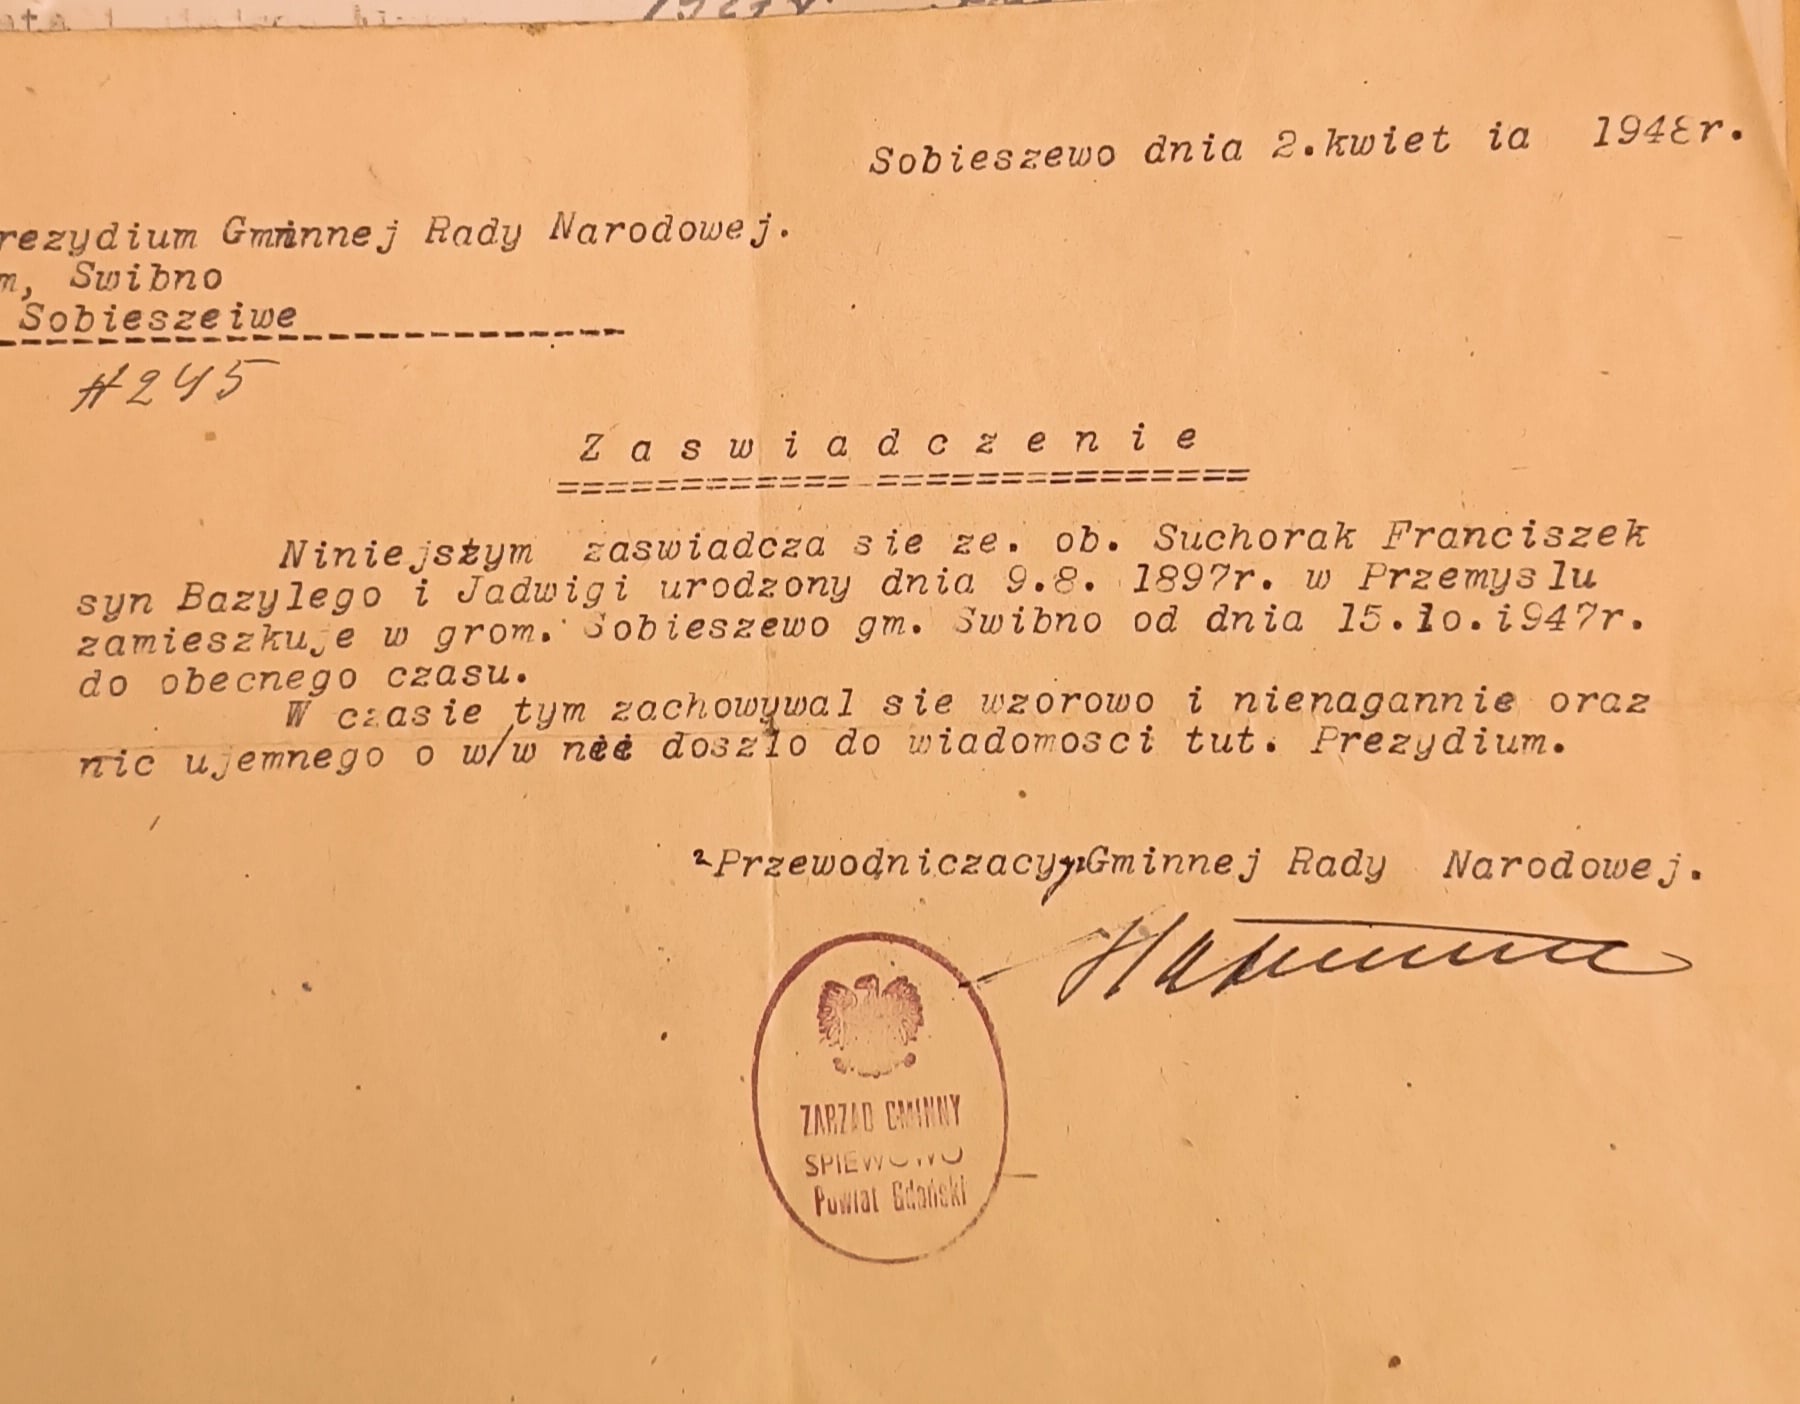 Sobieszewo dnia 2.kwiet ia 1948r.
rezydium Gminnej Rady Narodowej.
m, Swibno
Sobieszeiwe
#245
Zaswiadczenie
Niniejszym zaswiadcza sie ze. ob. Suchorak Franciszek
syn Bazylego i Jadwigi urodzony dnia 9.8. 1897r. w Przemyslu
zamieszkuje w grom. Sobieszewo gm. Swibno od dnia 15.10.i947r.
do obecnego czasu.
W czasie tym zachowywal sie wzorowo i nienagannie oraz
nic ujemnego o w/w nie doszlo do wiadomosci tut. Prezydium.
Przewodniczacy Gminnej Rady Narodowej.
ZARZĄD GMINNY
Powiat Gdański